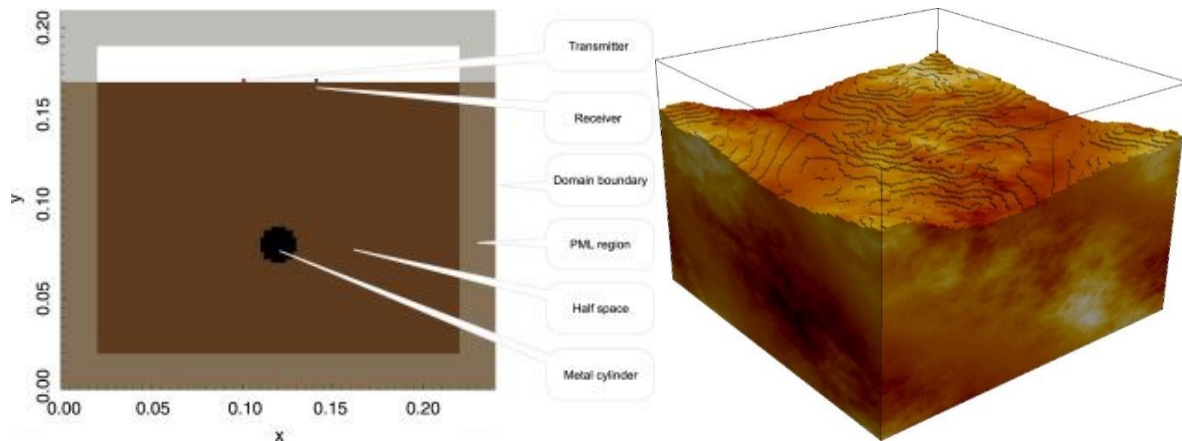 Transmitter
Receiver
Domain boundary
PML region
Half space
Metal cylinder
y
0.20
0.15
0.10
0.05
0.00
0.00 0.05 0.10 0.15 0.20
x